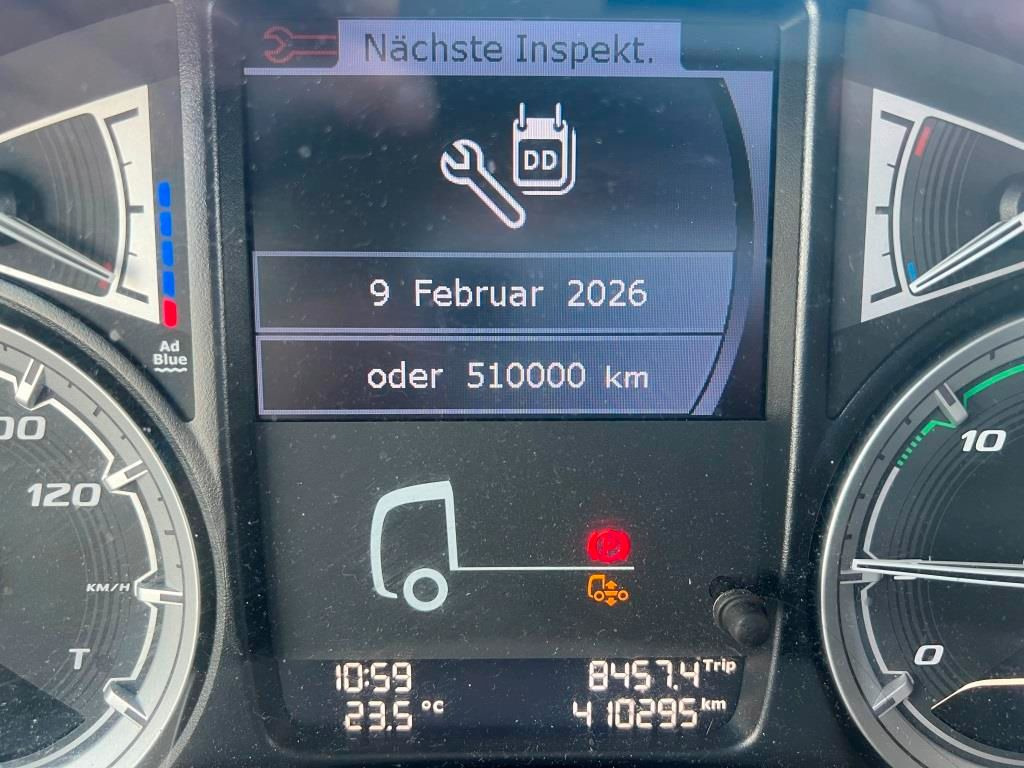 Nächste Inspekt.
DD
9 Februar 2026
oder 510000 km
Ad
Blue
120
KM/H
T
10
0
10:59
8457.4 Trip
23.5 °C
410295 km